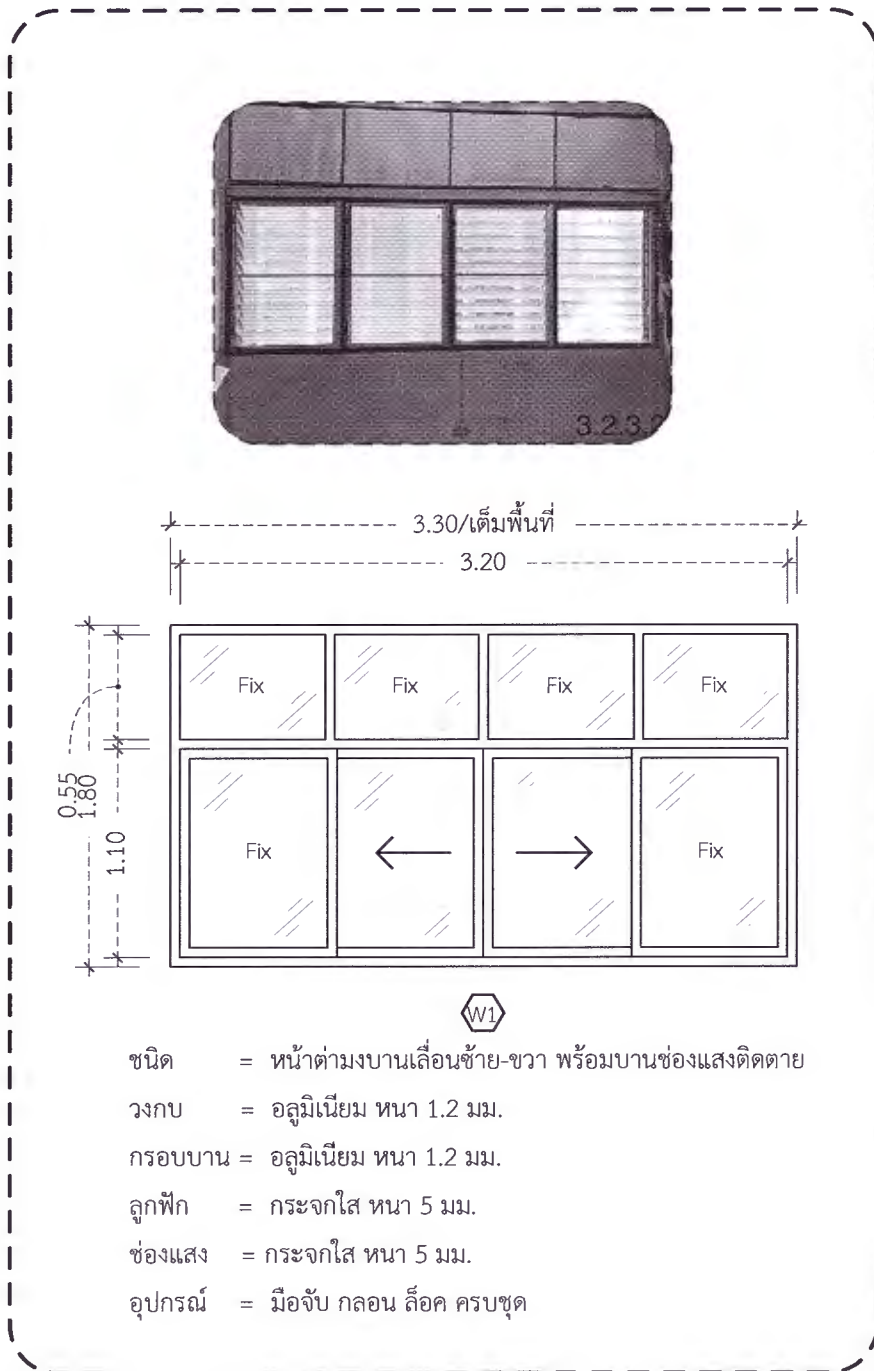 3.2.3.2
3.30/เต็มพื้นที่
3.20
Fix Fix Fix Fix
0.55
1.80
1.10
Fix Fix
W1
ชนิด = หน้าต่ามงบานเลื่อนซ้าย-ขวา พร้อมบานช่องแสงติดตาย
วงกบ = อลูมิเนียม หนา 1.2 มม.
กรอบบาน = อลูมิเนียม หนา 1.2 มม.
ลูกฟัก = กระจกใส หนา 5 มม.
ช่องแสง = กระจกใส หนา 5 มม.
อุปกรณ์ = มือจับ กลอน ล็อค ครบชุด